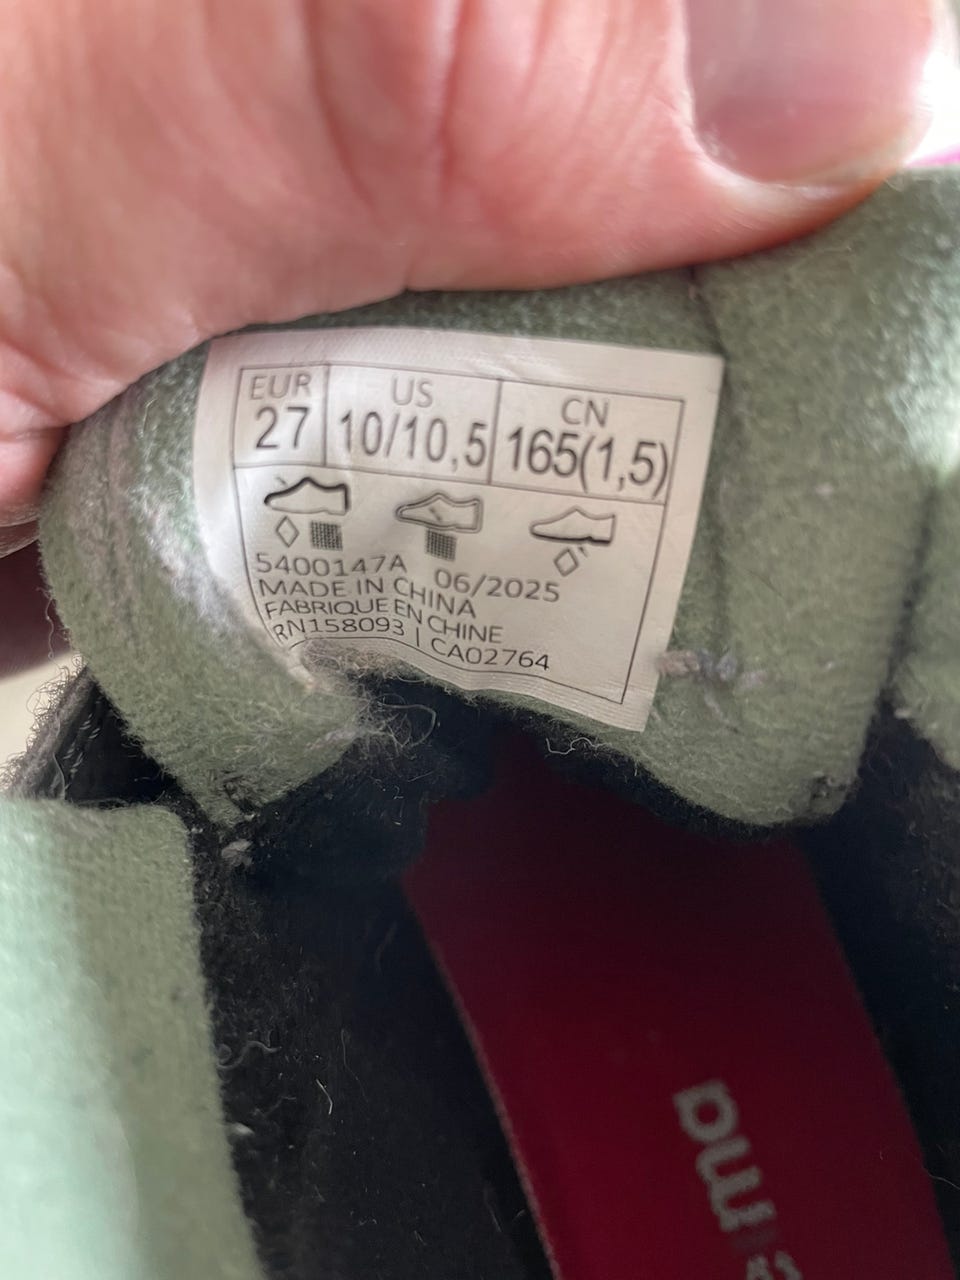 EUR US CN
27 10/10,5 165(1,5)
5400147A 06/2025
MADE IN CHINA
FABRIQUE EN CHINE
RN158093 | CA02764